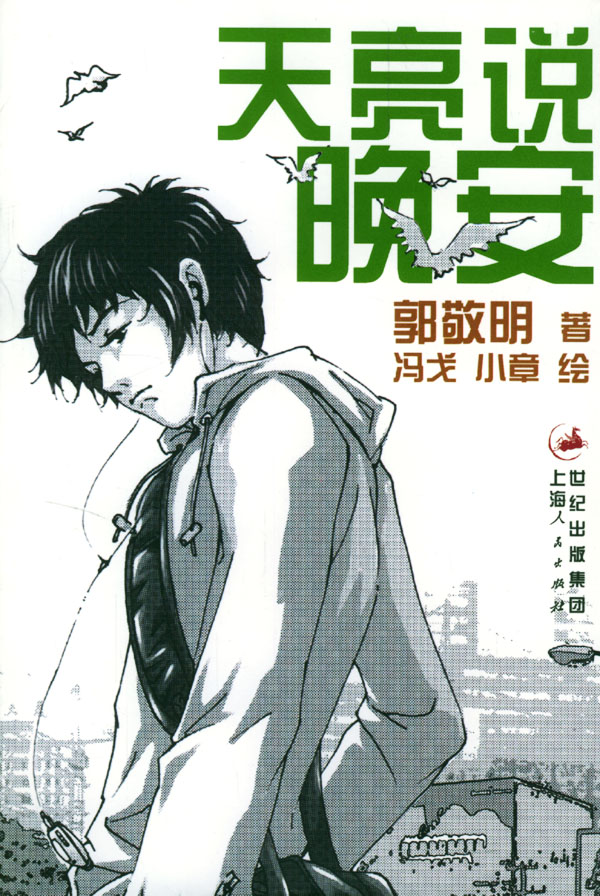 天亮说
晚安
郭敬明 著
冯戈 小章 绘
世纪出版集团
上海人民出版社